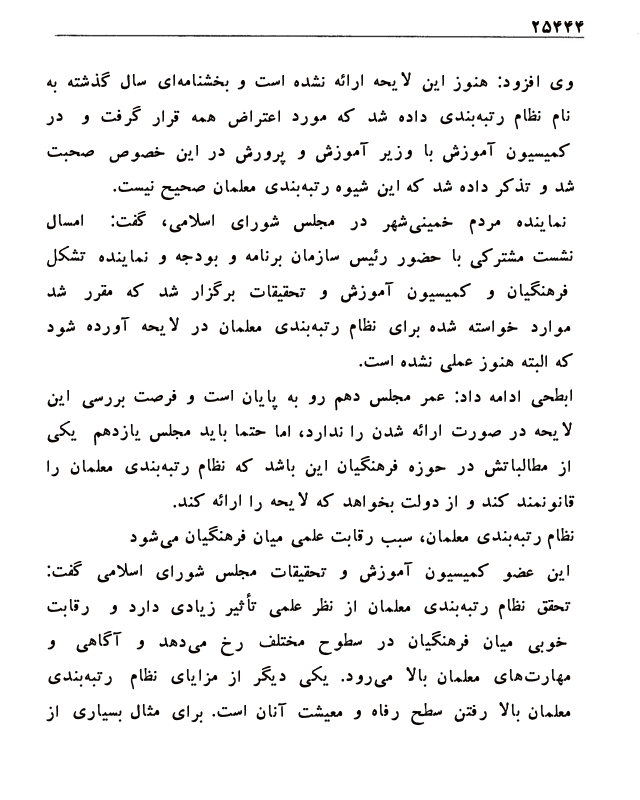 ۲۵۴۴۴
وی افزود: هنوز این لایحه ارائه نشده است و بخشنامه‌ای سال گذشته به
نام نظام رتبه‌بندی داده شد که مورد اعتراض همه قرار گرفت و در
کمیسیون آموزش با وزیر آموزش و پرورش در این خصوص صحبت
شد و تذکر داده شد که این شیوه رتبه‌بندی معلمان صحیح نیست.
نماینده مردم خمینی‌شهر در مجلس شورای اسلامی، گفت: امسال
نشست مشترکی با حضور رئیس سازمان برنامه و بودجه و نماینده تشکل
فرهنگیان و کمیسیون آموزش و تحقیقات برگزار شد که مقرر شد
موارد خواسته شده برای نظام رتبه‌بندی معلمان در لایحه آورده شود
که البته هنوز عملی نشده است.
ابطحی ادامه داد: عمر مجلس دهم رو به پایان است و فرصت بررسی این
لایحه در صورت ارائه شدن را ندارد، اما حتما باید مجلس یازدهم یکی
از مطالباتش در حوزه فرهنگیان این باشد که نظام رتبه‌بندی معلمان را
قانونمند کند و از دولت بخواهد که لایحه را ارائه کند.
نظام رتبه‌بندی معلمان، سبب رقابت علمی میان فرهنگیان می‌شود
این عضو کمیسیون آموزش و تحقیقات مجلس شورای اسلامی گفت:
تحقق نظام رتبه‌بندی معلمان از نظر علمی تأثیر زیادی دارد و رقابت
خوبی میان فرهنگیان در سطوح مختلف رخ می‌دهد و آگاهی و
مهارت‌های معلمان بالا می‌رود. یکی دیگر از مزایای نظام رتبه‌بندی
معلمان بالا رفتن سطح رفاه و معیشت آنان است. برای مثال بسیاری از